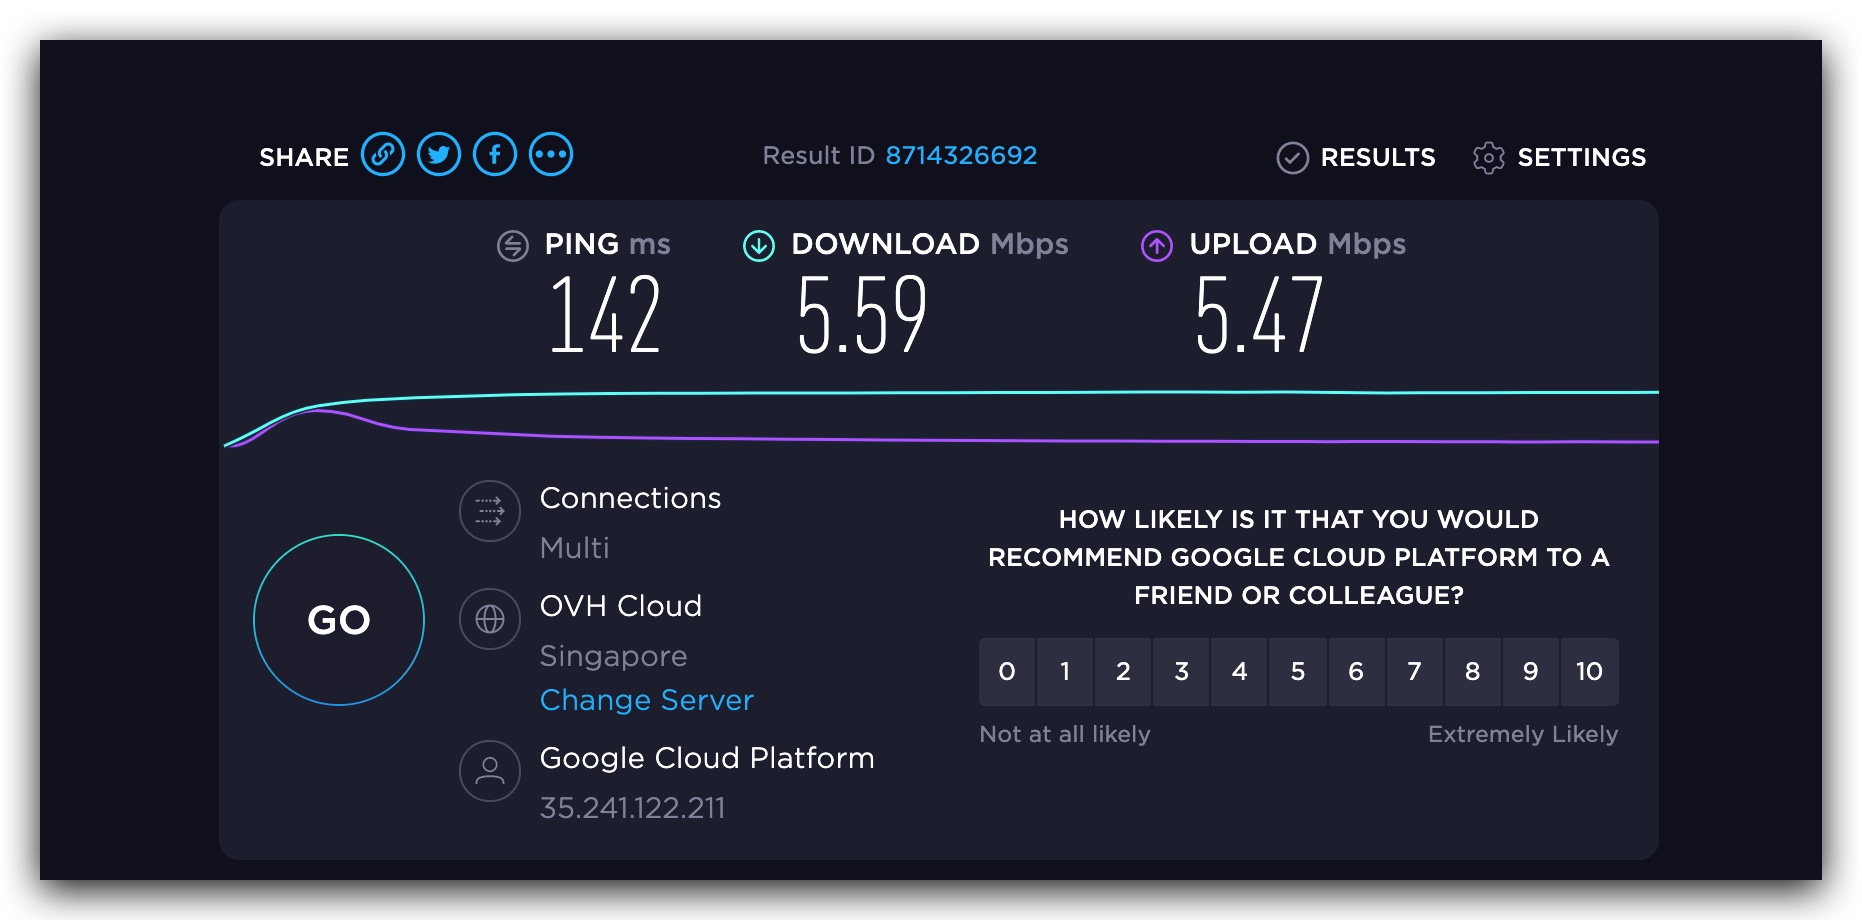 SHARE
Result ID 8714326692
RESULTS
SETTINGS
PING ms
DOWNLOAD Mbps
UPLOAD Mbps
142
5.59
5.47
GO
Connections
Multi
OVH Cloud
Singapore
Change Server
Google Cloud Platform
35.241.122.211
HOW LIKELY IS IT THAT YOU WOULD
RECOMMEND GOOGLE CLOUD PLATFORM TO A
FRIEND OR COLLEAGUE?
0 1 2 3 4 5 6 7 8 9 10
Not at all likely
Extremely Likely